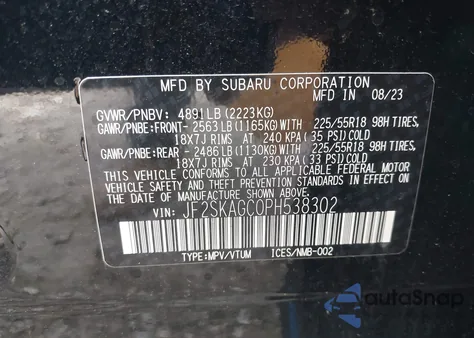 MFD BY SUBARU CORPORATION
MFD IN 08/23
GVWR/PNBV: 4891LB(2223KG)
GAWR/PNBE:FRONT- 2563LB(1165KG)WITH 225/55R18 98H TIRES,
18X7J RIMS AT 240 KPA(35 PSI)COLD
GAWR/PNBE:REAR - 2486LB(1130KG)WITH 225/55R18 98H TIRES,
18X7J RIMS AT 230 KPA(33 PSI)COLD
THIS VEHICLE CONFORMS TO ALL APPLICABLE FEDERAL MOTOR
VEHICLE SAFETY, BUMPER, AND THEFT PREVENTION STANDARDS IN EFFECT ON
THE DATE OF MANUFACTURE SHOWN ABOVE.
VIN: JF2SKAGC0PH538302
TYPE:MPV/VTUM ICES/NMB-002
autoSnap